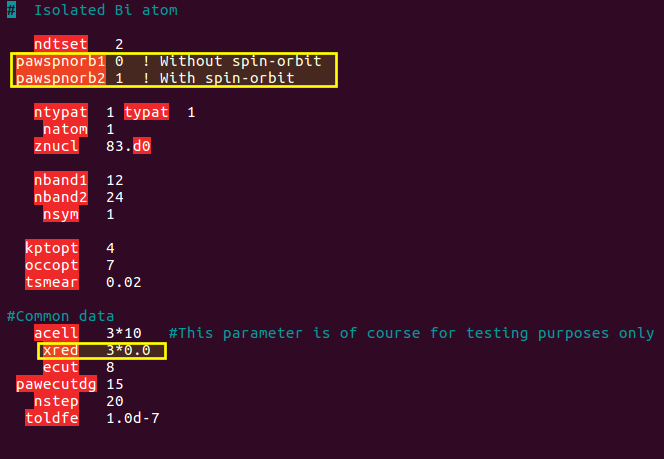 #  Isolated Bi atom
ndtset   2
pawspnorb1 0  ! Without spin-orbit
pawspnorb2 1  ! With spin-orbit
ntypat  1 typat  1
natom  1
znucl  83.d0
nband1  12
nband2  24
nsym   1
kptopt   4
occopt   7
tsmear   0.02
#Common data
acell   3*10   #This parameter is of course for testing purposes only
xred   3*0.0
ecut   8
pawecutdg 15
nstep   20
toldfe   1.0d-7